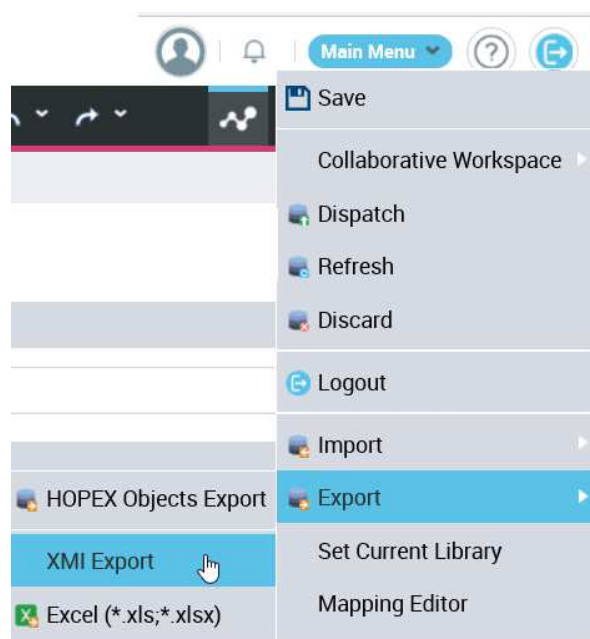 Main Menu
?
Save
Collaborative Workspace
Dispatch
Refresh
Discard
Logout
Import
HOPEX Objects Export
Export
XMI Export
Set Current Library
Excel (*.xls;*.xlsx)
Mapping Editor